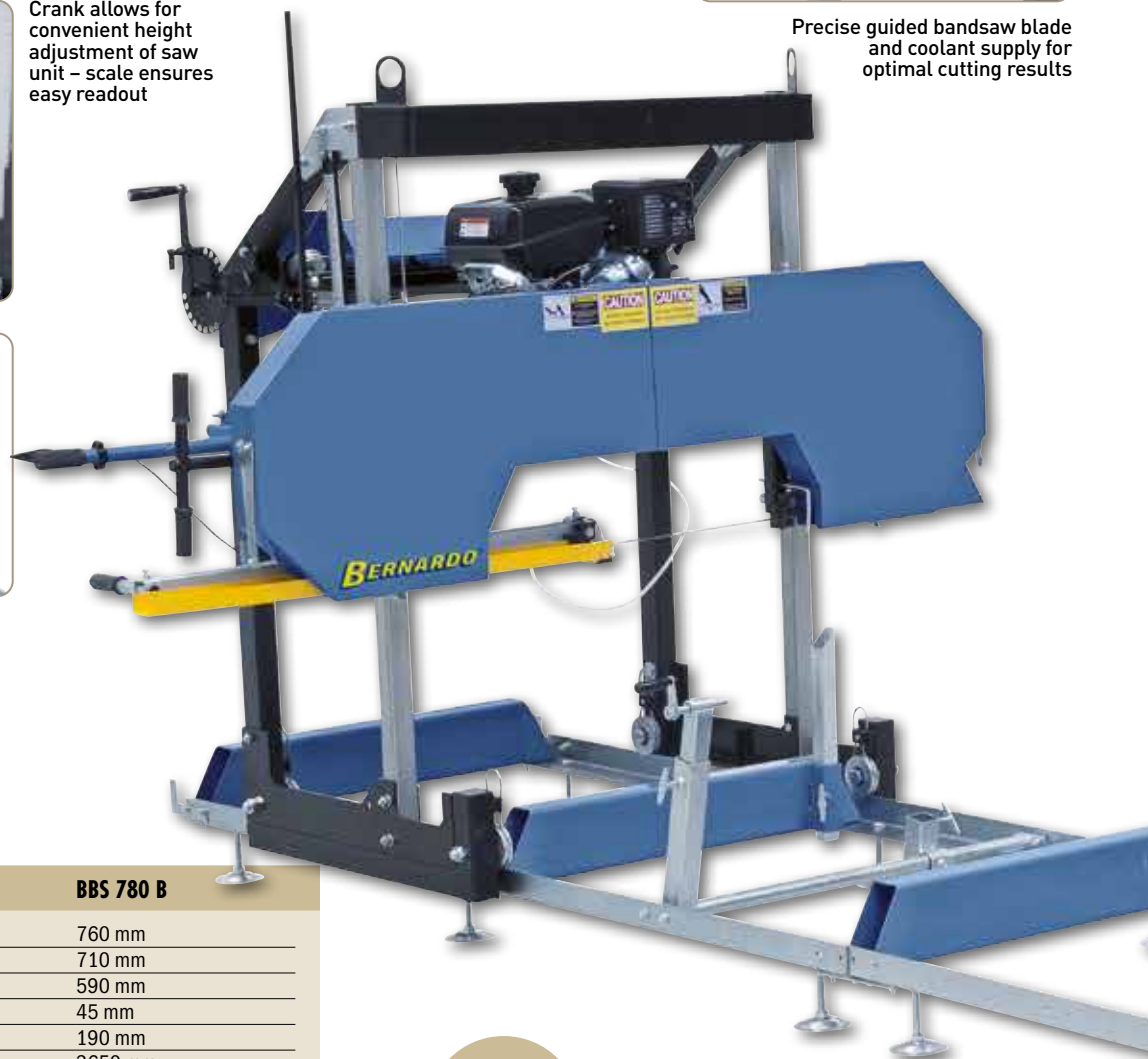 Crank allows for
convenient height
adjustment of saw
unit – scale ensures
easy readout
Precise guided bandsaw blade
and coolant supply for
optimal cutting results
CAUTION
CAUTION
BERNARDO
BBS 780 B
760 mm
710 mm
590 mm
45 mm
190 mm